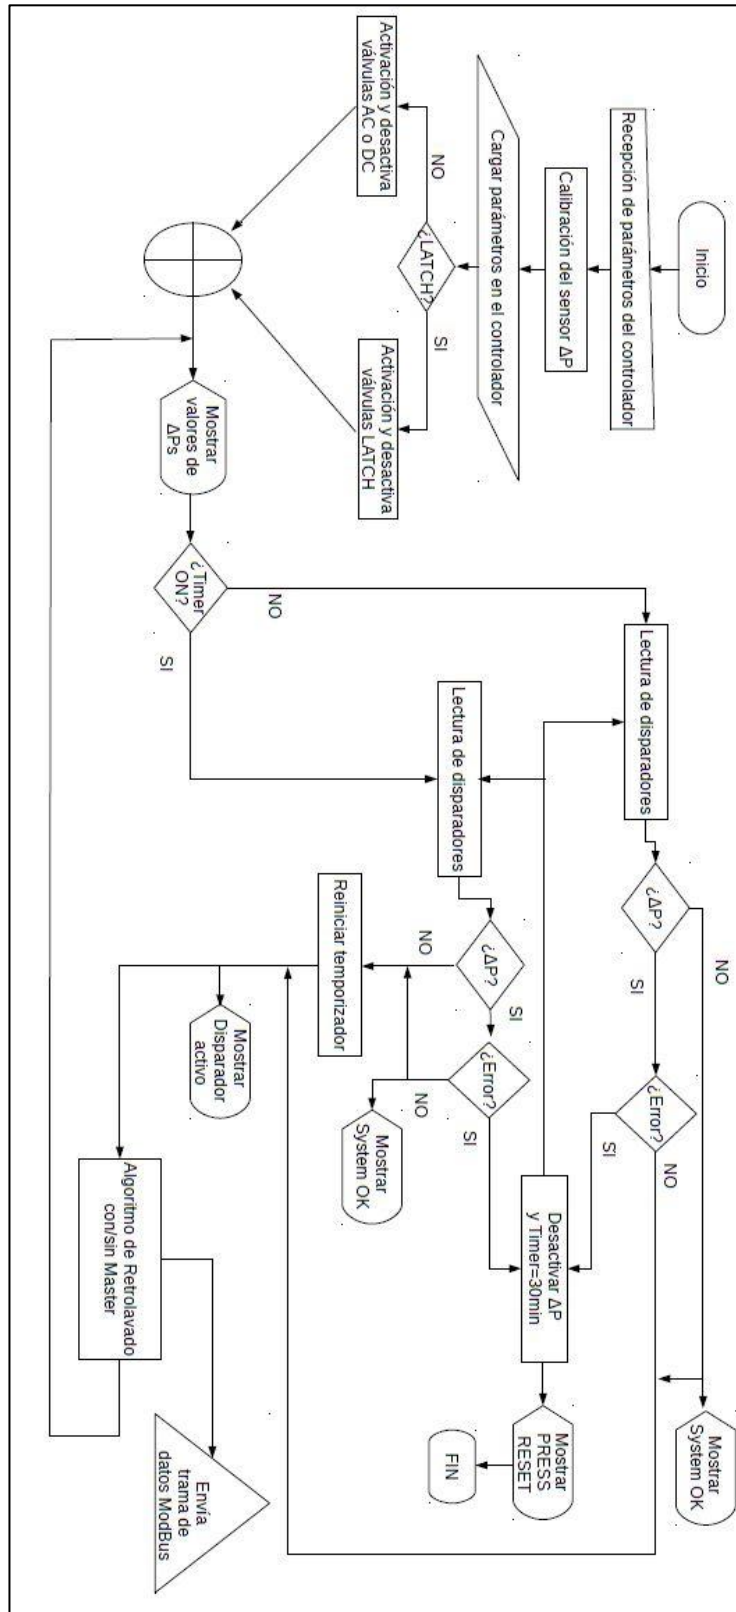 Inicio
Recepción de parámetros del controlador
Calibración del sensor ΔP
Cargar parámetros en el controlador
¿LATCH?
NO
SI
Activación y desactiva
válvulas AC o DC
Activación y desactiva
válvulas LATCH
Mostrar
valores de
ΔPs
¿Timer
ON?
NO
SI
Lectura de disparadores
¿ΔP?
NO
SI
¿Error?
NO
SI
Mostrar
System OK
Lectura de disparadores
¿ΔP?
NO
SI
¿Error?
NO
SI
Mostrar
System OK
Desactivar ΔP
y Timer=30min
Mostrar
PRESS
RESET
FIN
Reiniciar temporizador
Mostrar
Disparador
activo
Algoritmo de Retrolavado
con/sin Master
Envía
trama de
datos ModBus